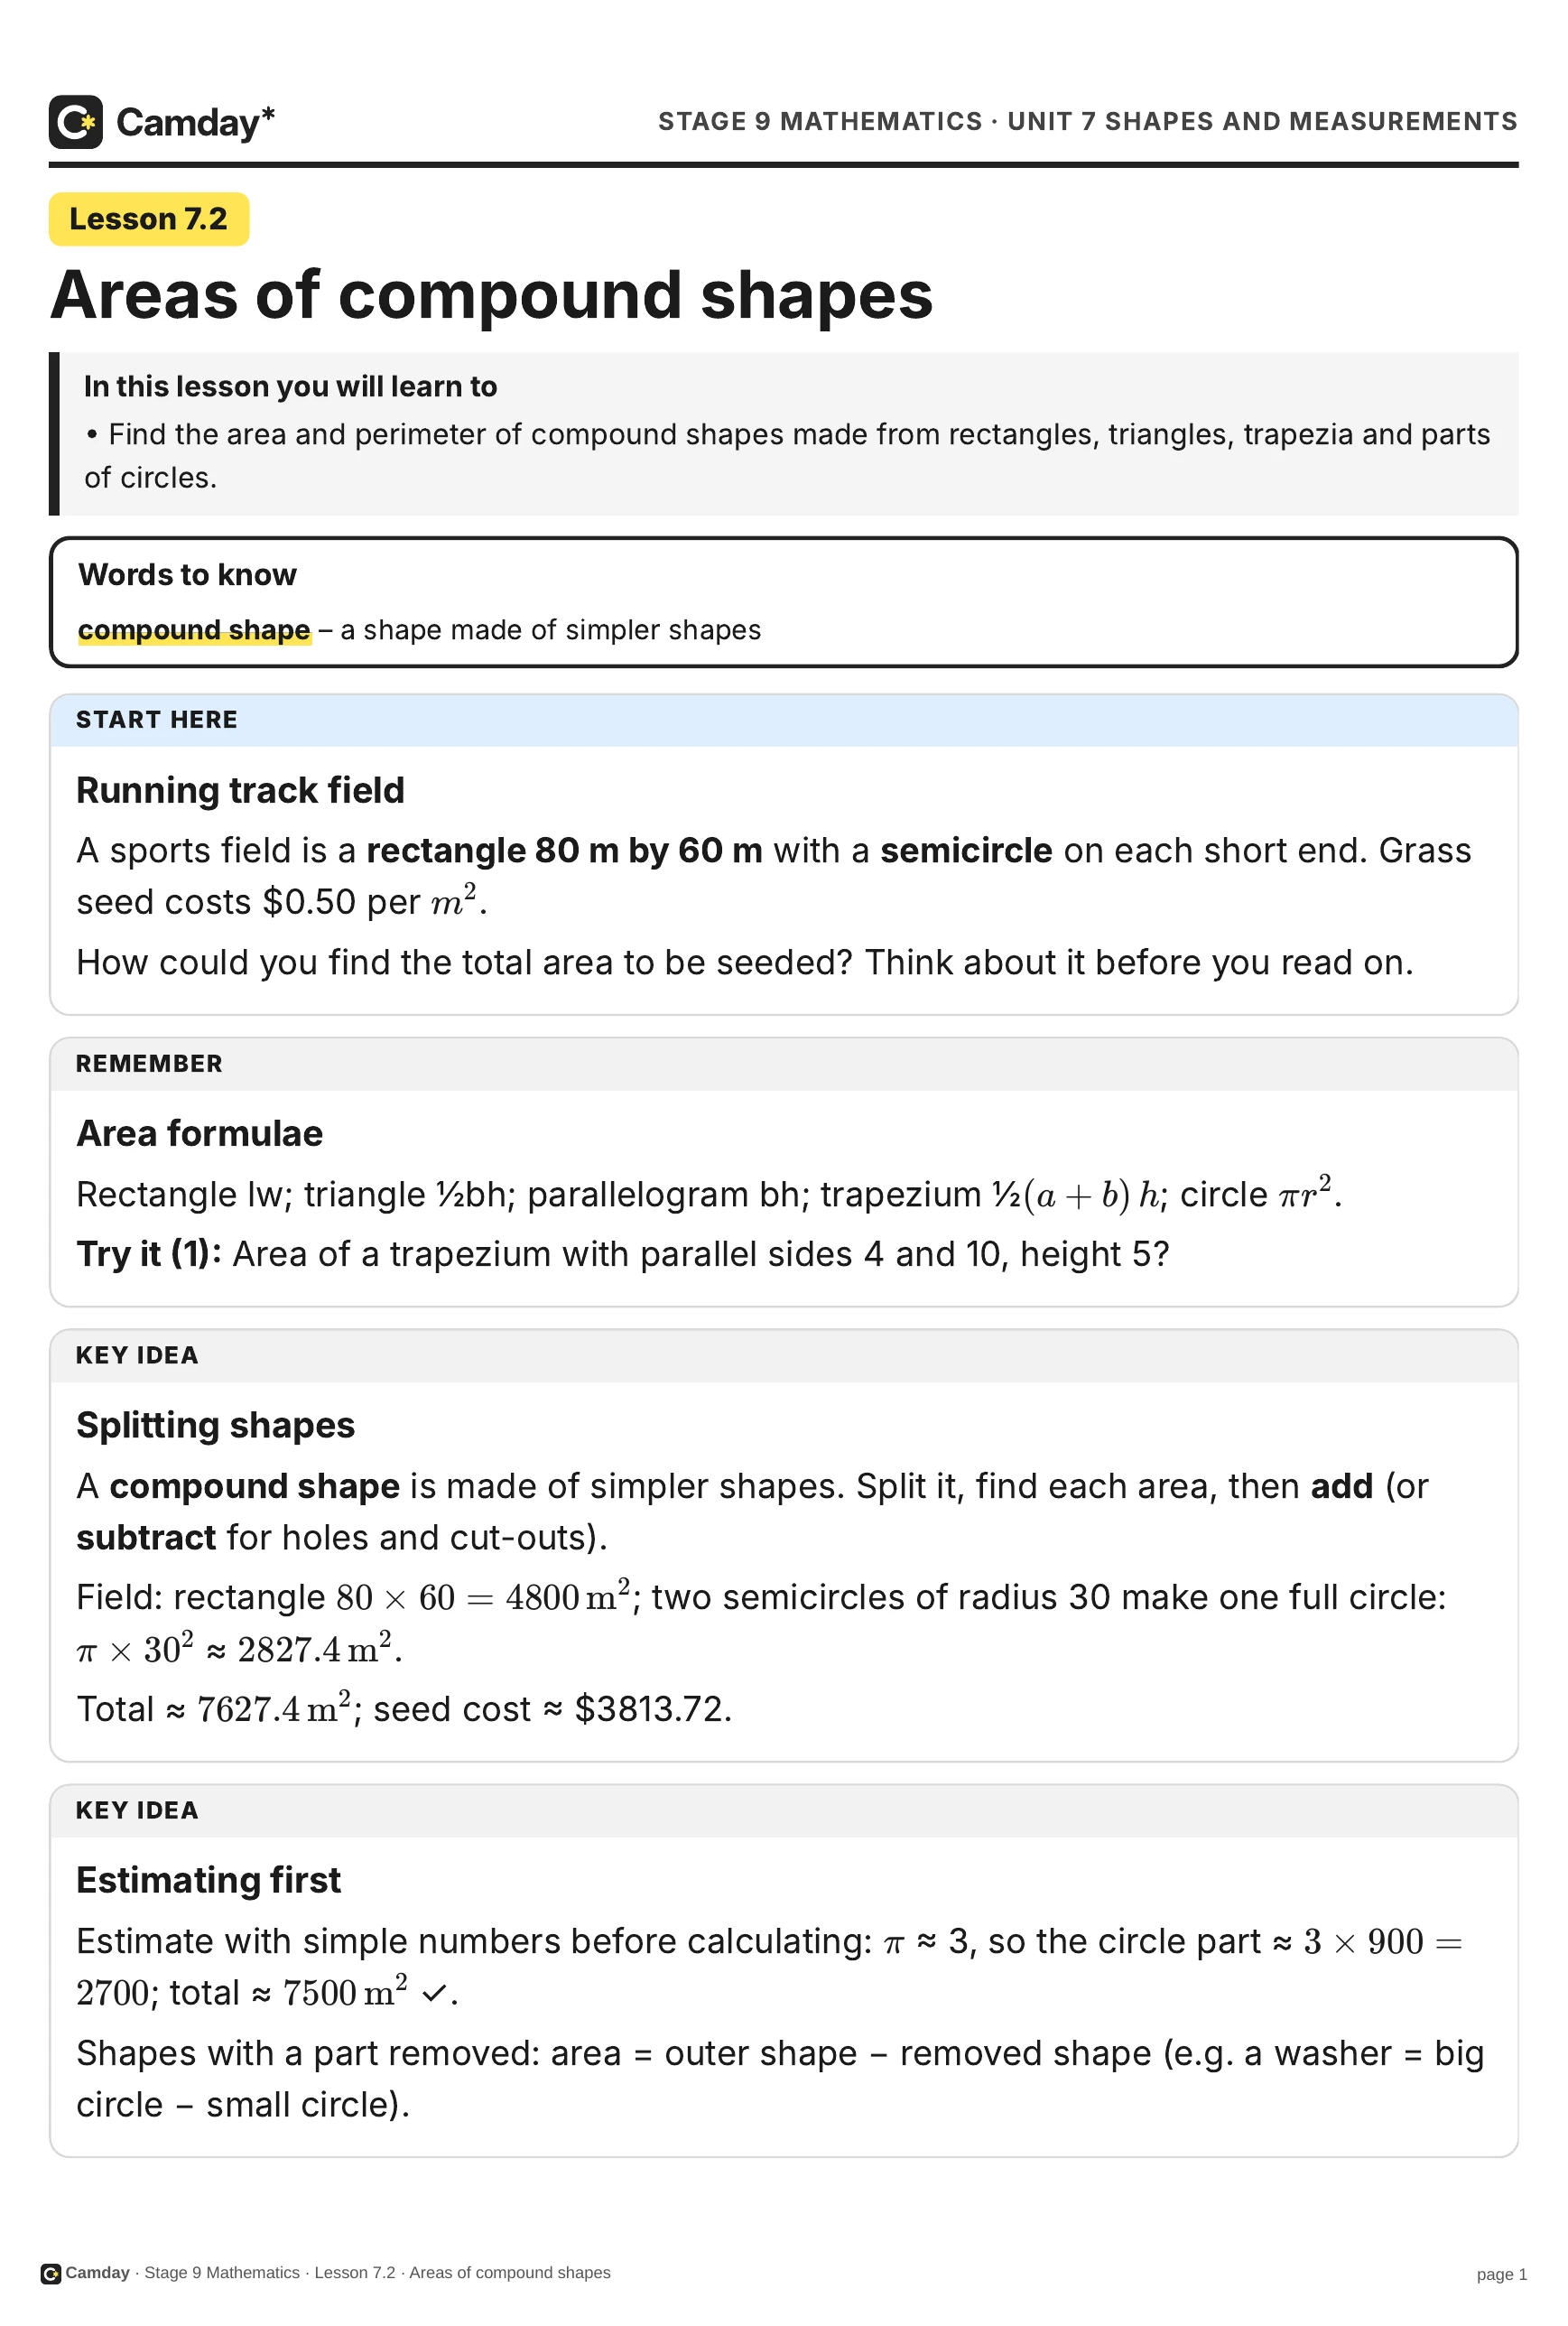 Camday*
STAGE 9 MATHEMATICS · UNIT 7 SHAPES AND MEASUREMENTS
Lesson 7.2
Areas of compound shapes
In this lesson you will learn to
• Find the area and perimeter of compound shapes made from rectangles, triangles, trapezia and parts
of circles.
Words to know
compound shape – a shape made of simpler shapes
START HERE
Running track field
A sports field is a rectangle 80 m by 60 m with a semicircle on each short end. Grass
seed costs $0.50 per m².
How could you find the total area to be seeded? Think about it before you read on.
REMEMBER
Area formulae
Rectangle lw; triangle ½bh; parallelogram bh; trapezium ½(a + b) h; circle πr².
Try it (1): Area of a trapezium with parallel sides 4 and 10, height 5?
KEY IDEA
Splitting shapes
A compound shape is made of simpler shapes. Split it, find each area, then add (or
subtract for holes and cut-outs).
Field: rectangle 80 × 60 = 4800 m²; two semicircles of radius 30 make one full circle:
π × 30² ≈ 2827.4 m².
Total ≈ 7627.4 m²; seed cost ≈ $3813.72.
KEY IDEA
Estimating first
Estimate with simple numbers before calculating: π ≈ 3, so the circle part ≈ 3 × 900 =
2700; total ≈ 7500 m² ✓.
Shapes with a part removed: area = outer shape − removed shape (e.g. a washer = big
circle − small circle).
Camday · Stage 9 Mathematics · Lesson 7.2 · Areas of compound shapes
page 1